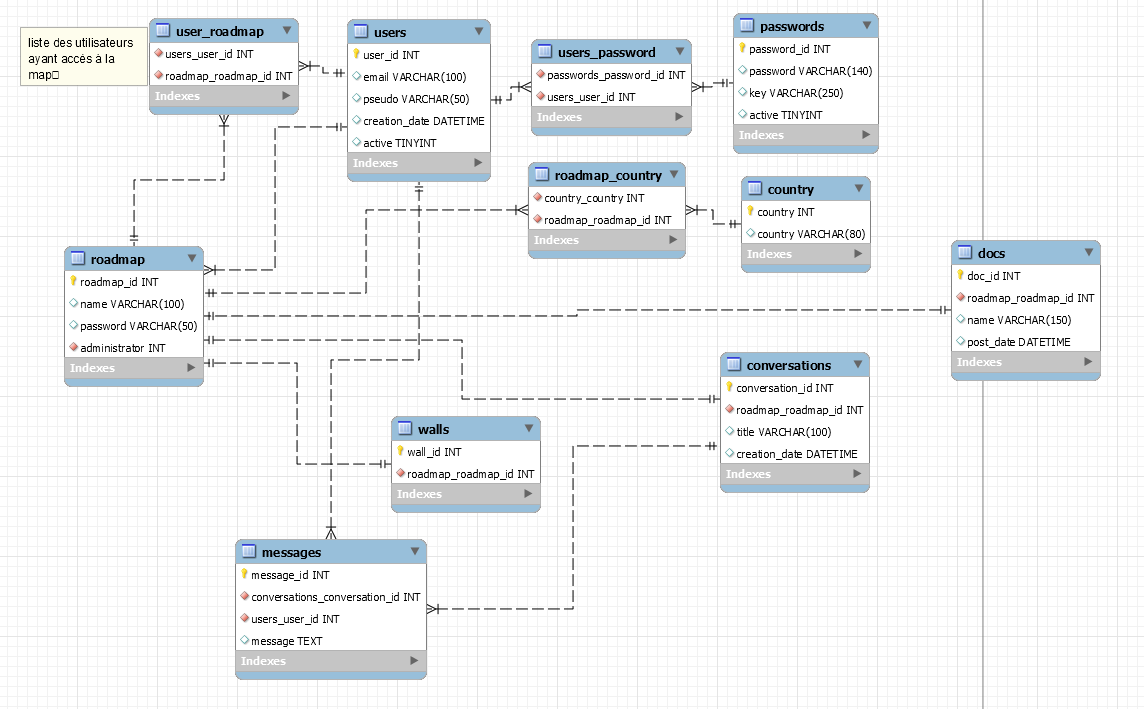 liste des utilisateurs
ayant accès à la
map□
user_roadmap
users_user_id INT
roadmap_roadmap_id INT
Indexes
users
user_id INT
email VARCHAR(100)
pseudo VARCHAR(50)
creation_date DATETIME
active TINYINT
Indexes
users_password
passwords_password_id INT
users_user_id INT
Indexes
passwords
password_id INT
password VARCHAR(140)
key VARCHAR(250)
active TINYINT
Indexes
roadmap_country
country_country INT
roadmap_roadmap_id INT
Indexes
country
country INT
country VARCHAR(80)
Indexes
roadmap
roadmap_id INT
name VARCHAR(100)
password VARCHAR(50)
administrator INT
Indexes
docs
doc_id INT
roadmap_roadmap_id INT
name VARCHAR(150)
post_date DATETIME
Indexes
conversations
conversation_id INT
roadmap_roadmap_id INT
title VARCHAR(100)
creation_date DATETIME
Indexes
walls
wall_id INT
roadmap_roadmap_id INT
Indexes
messages
message_id INT
conversations_conversation_id INT
users_user_id INT
message TEXT
Indexes